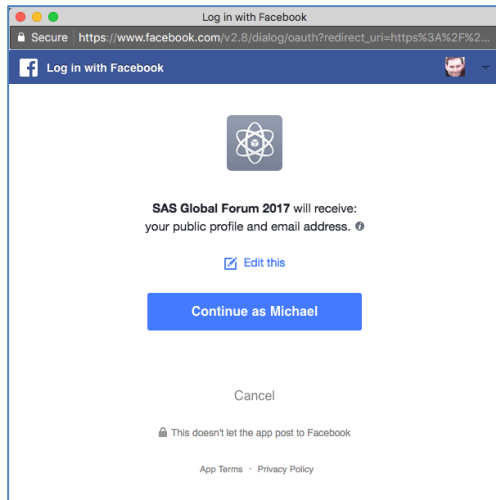 Log in with Facebook
Secure https://www.facebook.com/v2.8/dialog/oauth?redirect_uri=https%3A%2F%2...
f Log in with Facebook
SAS Global Forum 2017 will receive:
your public profile and email address. i
Edit this
Continue as Michael
Cancel
This doesn't let the app post to Facebook
App Terms · Privacy Policy